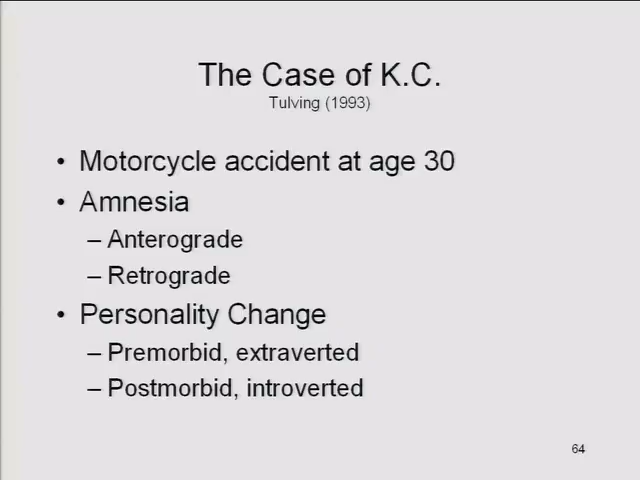 The Case of K.C.
Tulving (1993)
• Motorcycle accident at age 30
• Amnesia
– Anterograde
– Retrograde
• Personality Change
– Premorbid, extraverted
– Postmorbid, introverted
64